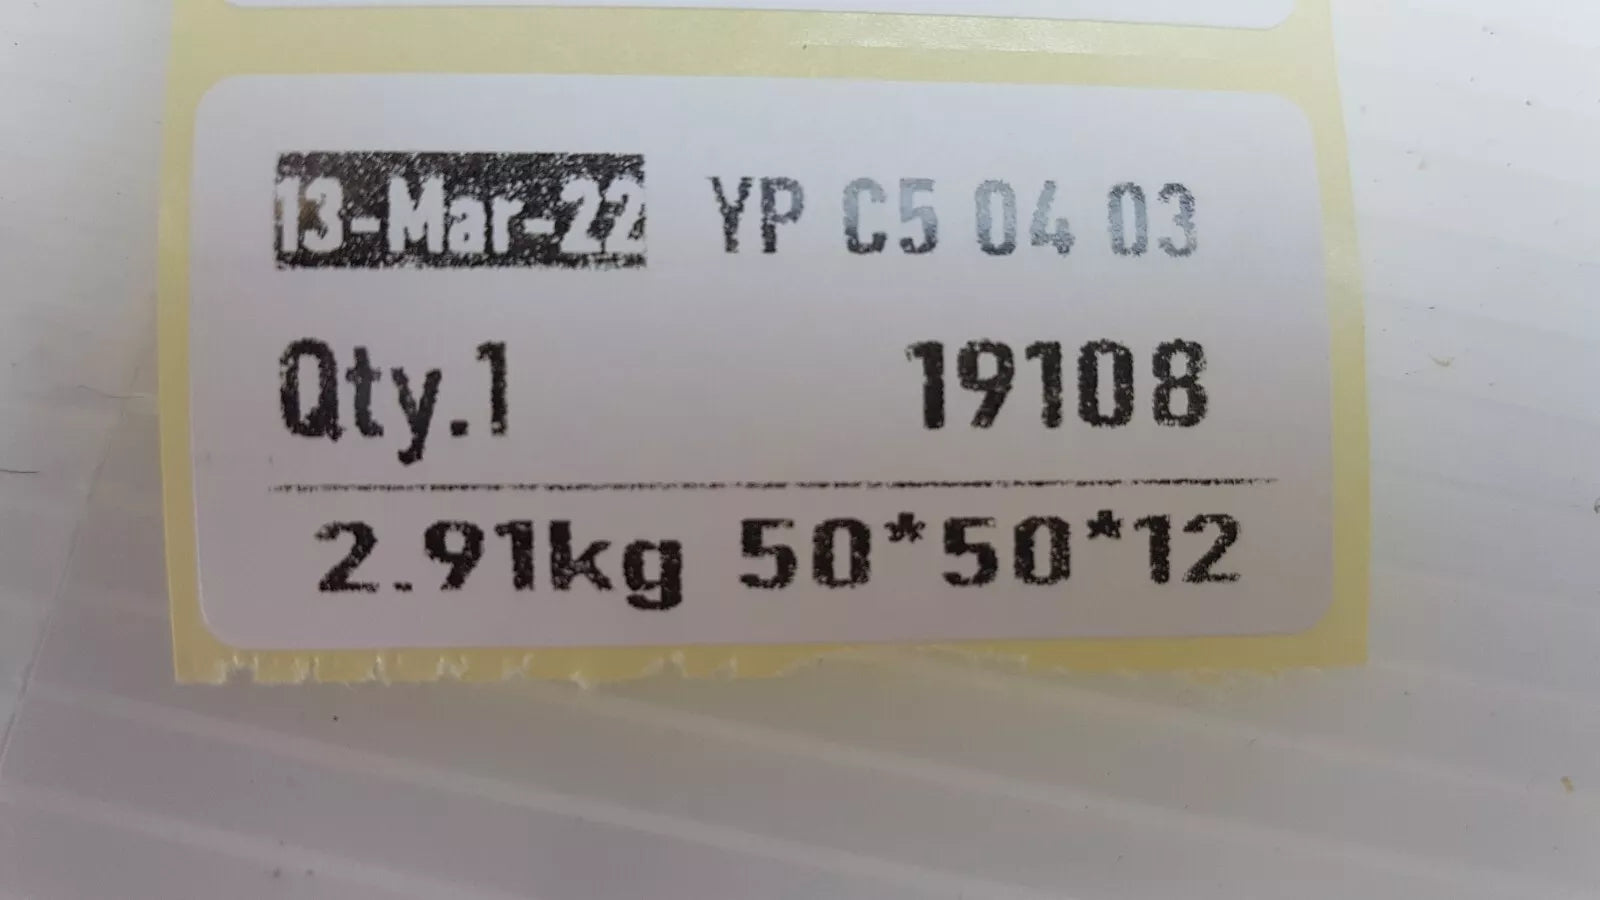 13-Mar-22 YP C5 04 03
Qty.1 19108
2.91kg 50*50*12